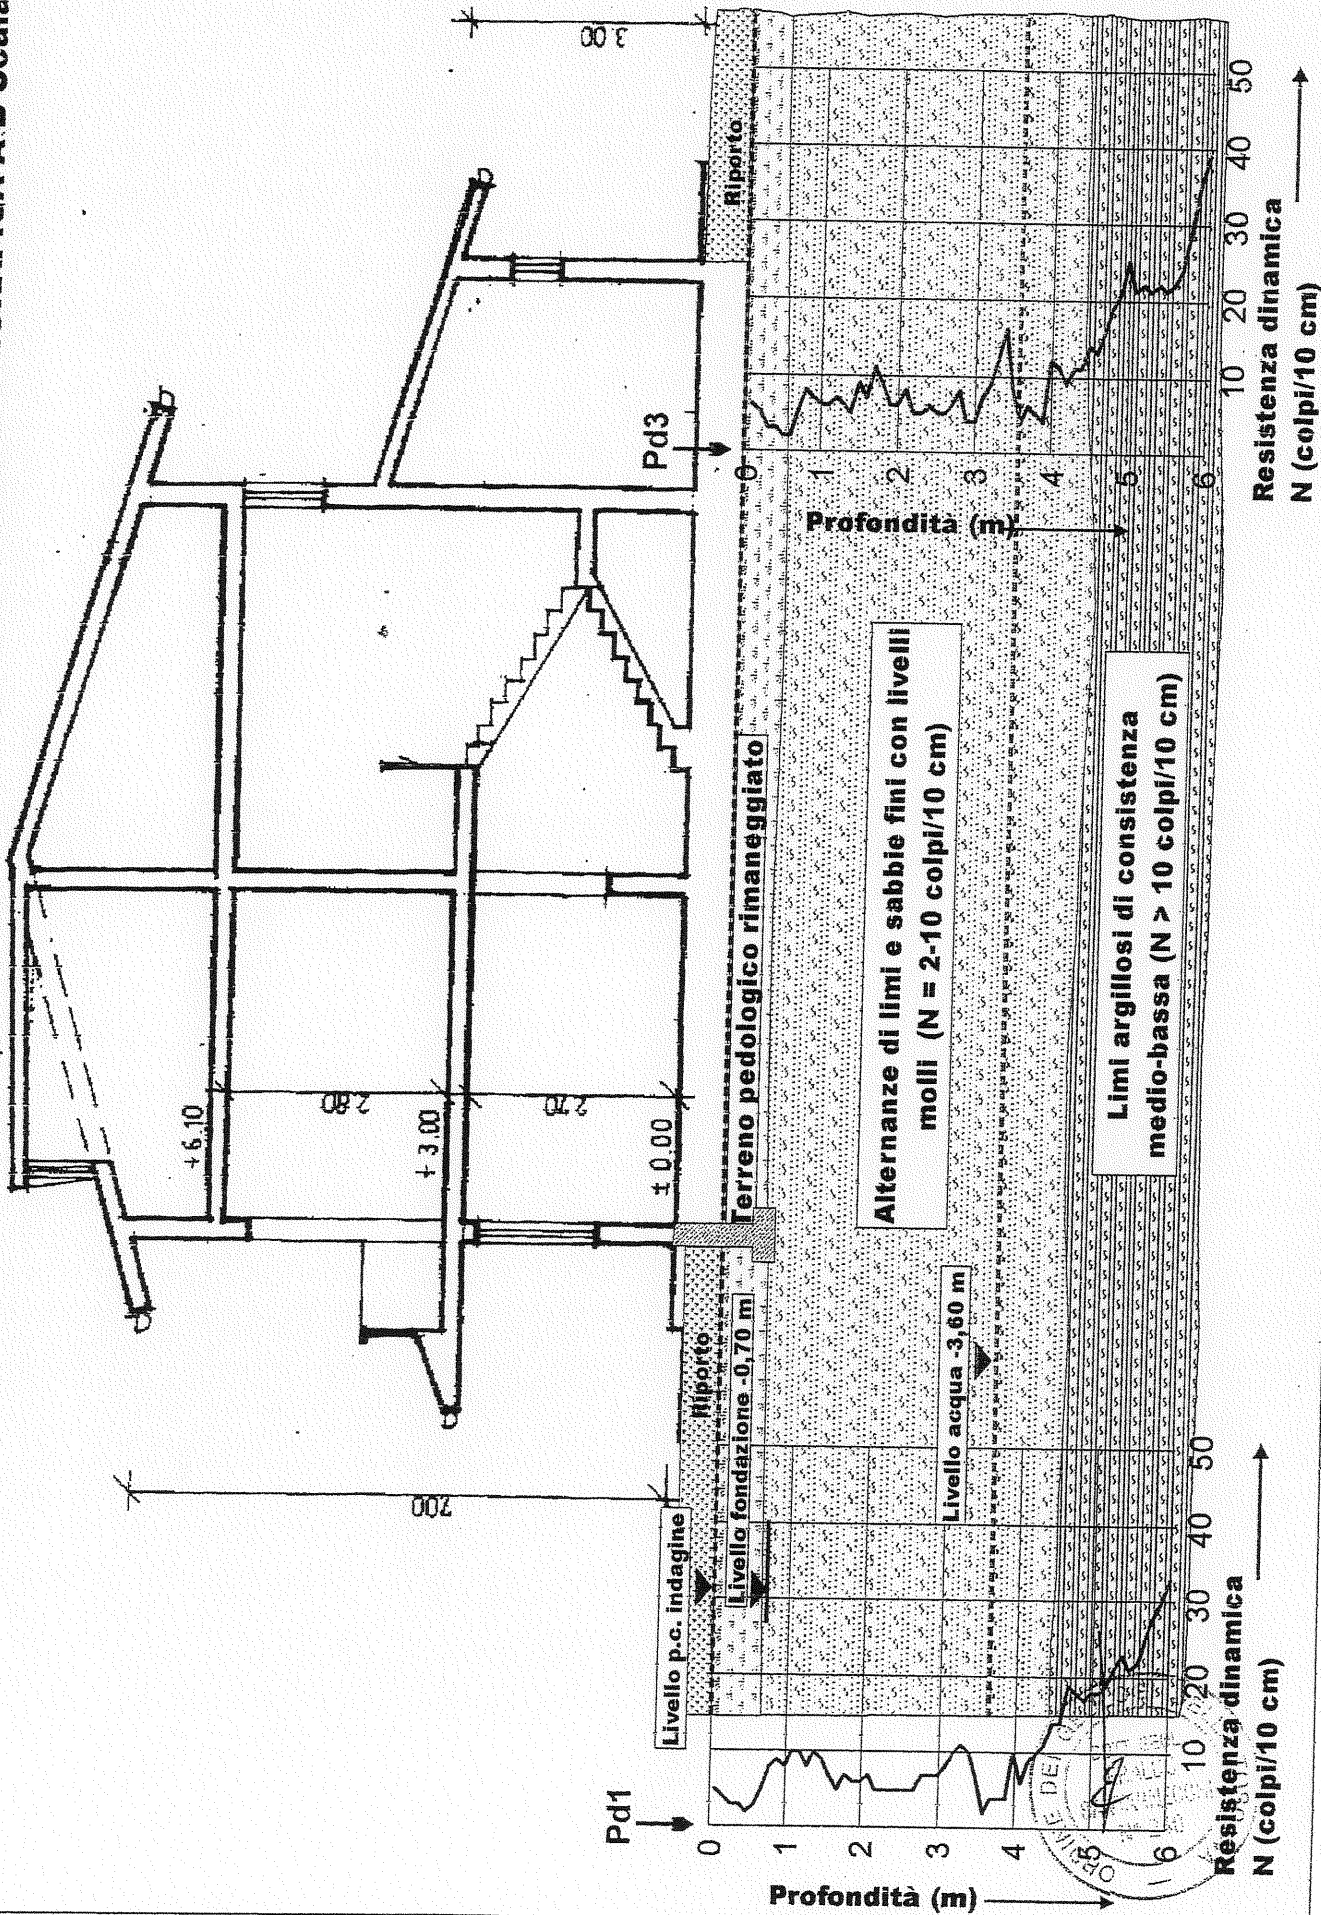 + 6.10
2.80
+ 3.00
2.70
± 0.00
7.00
3.00
Pd1
Pd3
Livello p.c. indagine
Riporto
Livello fondazione -0,70 m
Terreno pedologico rimaneggiato
Riporto
Livello acqua -3,60 m
Alternanze di limi e sabbie fini con livelli
molli (N = 2-10 colpi/10 cm)
Limi argillosi di consistenza
medio-bassa (N > 10 colpi/10 cm)
Profondità (m)
0
1
2
3
4
5
6
10
20
30
40
50
Resistenza dinamica
N (colpi/10 cm)
Profondità (m)
0
1
2
3
4
5
6
10
20
30
40
50
Resistenza dinamica
N (colpi/10 cm)